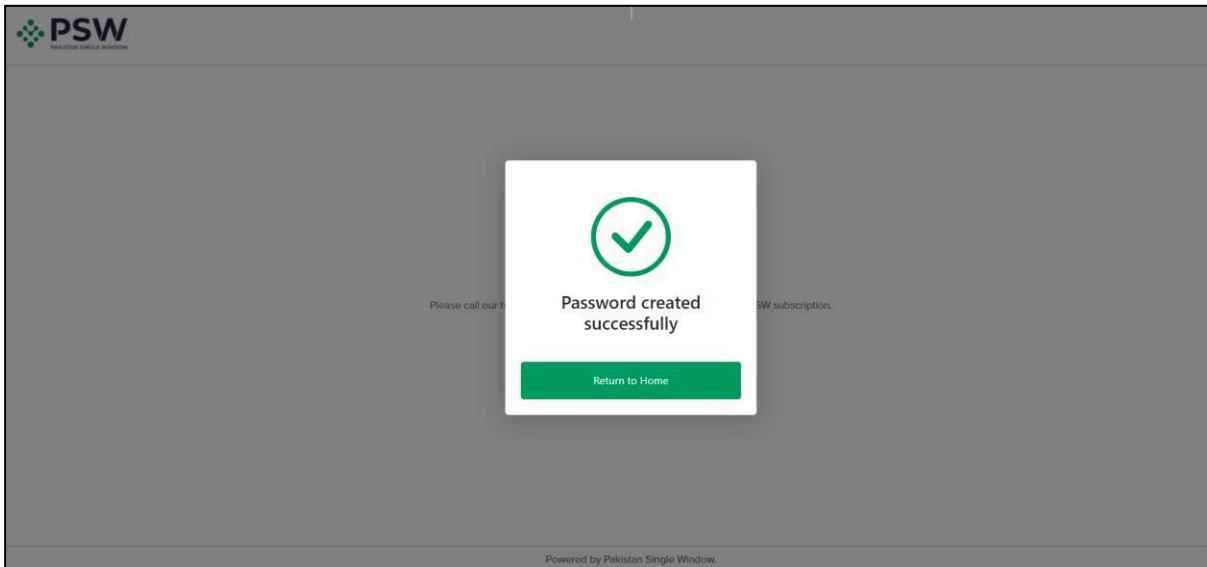 PSW
PAKISTAN SINGLE WINDOW
Please call our h
SW subscription.
Password created
successfully
Return to Home
Powered by Pakistan Single Window.